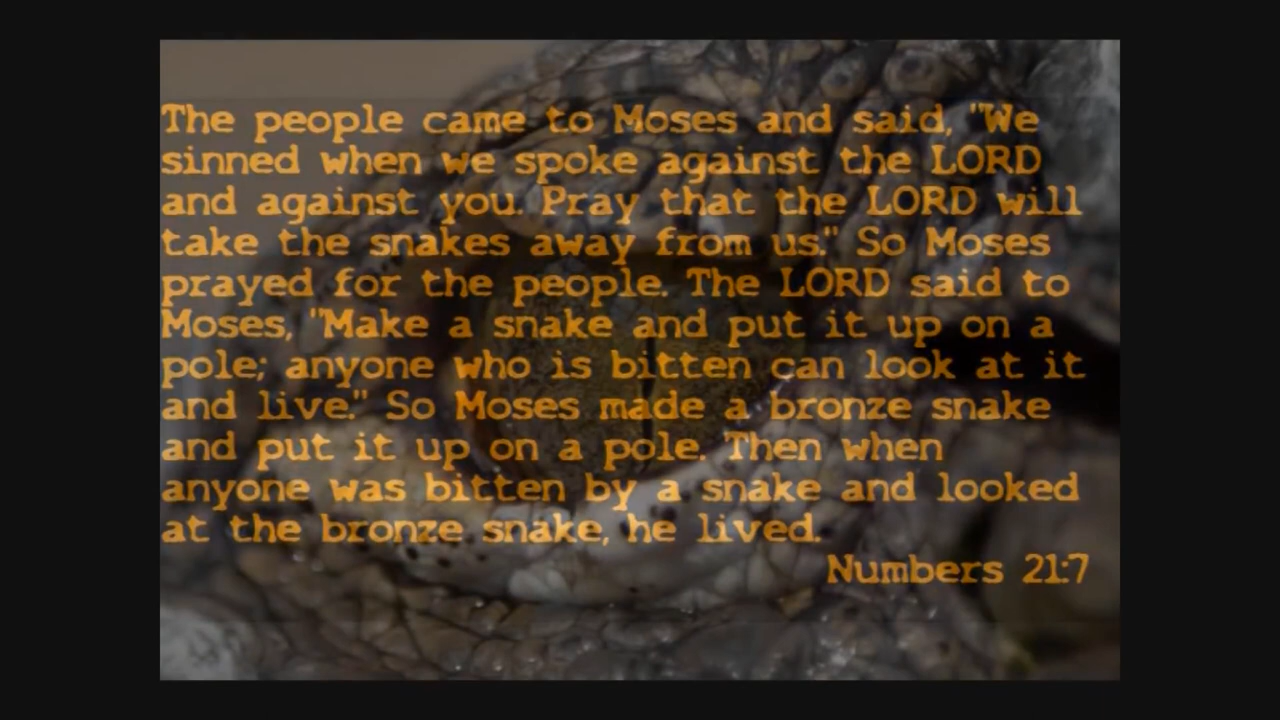 The people came to Moses and said, "We
sinned when we spoke against the LORD
and against you. Pray that the LORD will
take the snakes away from us." So Moses
prayed for the people. The LORD said to
Moses, "Make a snake and put it up on a
pole; anyone who is bitten can look at it
and live." So Moses made a bronze snake
and put it up on a pole. Then when
anyone was bitten by a snake and looked
at the bronze snake, he lived.
Numbers 21:7